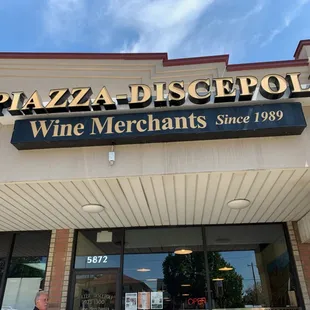 PIAZZA-DISCEPOLI
Wine Merchants Since 1989
5872
OPEN